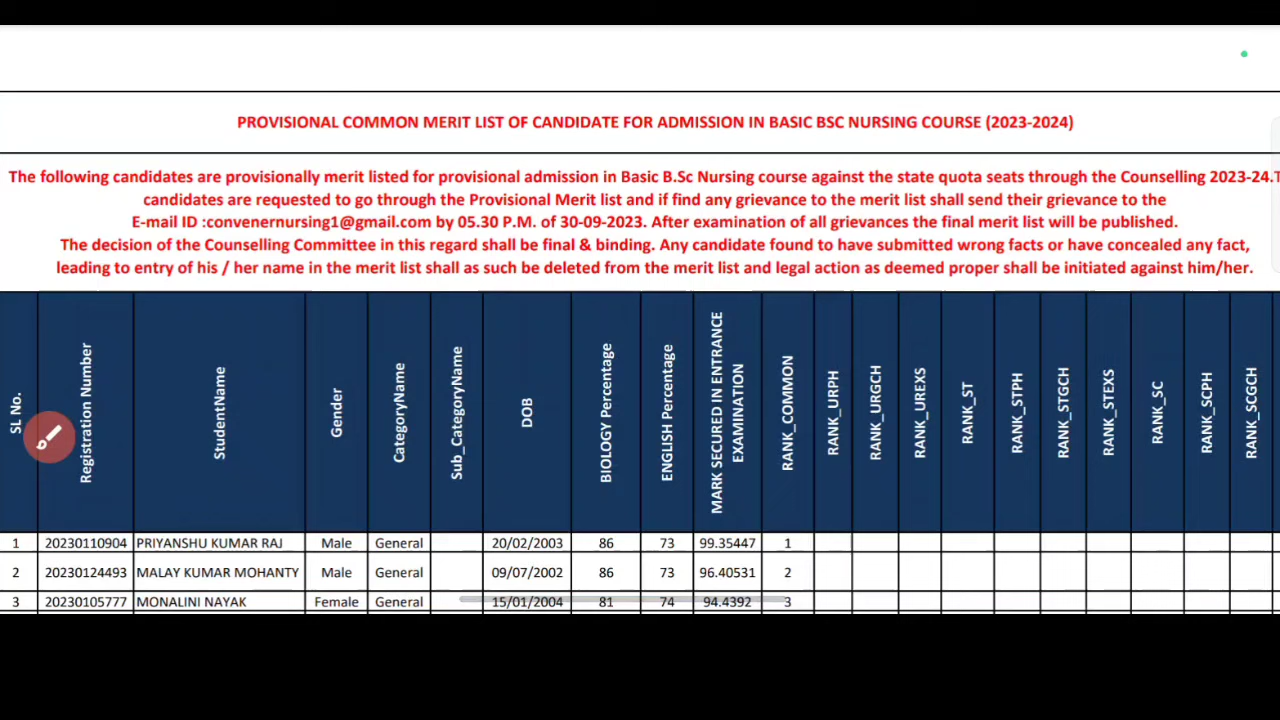 PROVISIONAL COMMON MERIT LIST OF CANDIDATE FOR ADMISSION IN BASIC BSC NURSING COURSE (2023-2024)
The following candidates are provisionally merit listed for provisional admission in Basic B.Sc Nursing course against the state quota seats through the Counselling 2023-24.T
candidates are requested to go through the Provisional Merit list and if find any grievance to the merit list shall send their grievance to the
E-mail ID :convenernursing1@gmail.com by 05.30 P.M. of 30-09-2023. After examination of all grievances the final merit list will be published.
The decision of the Counselling Committee in this regard shall be final & binding. Any candidate found to have submitted wrong facts or have concealed any fact,
leading to entry of his / her name in the merit list shall as such be deleted from the merit list and legal action as deemed proper shall be initiated against him/her.
SL No. Registration Number StudentName Gender CategoryName Sub_CategoryName DOB BIOLOGY Percentage ENGLISH Percentage MARK SECURED IN ENTRANCE EXAMINATION RANK_COMMON RANK_URPH RANK_URGCH RANK_UREXS RANK_ST RANK_STPH RANK_STGCH RANK_STEXS RANK_SC RANK_SCPH RANK_SCGCH
1 20230110904 PRIYANSHU KUMAR RAJ Male General 20/02/2003 86 73 99.35447 1
2 20230124493 MALAY KUMAR MOHANTY Male General 09/07/2002 86 73 96.40531 2
3 20230105777 MONALINI NAYAK Female General 15/01/2004 81 74 94.4392 3